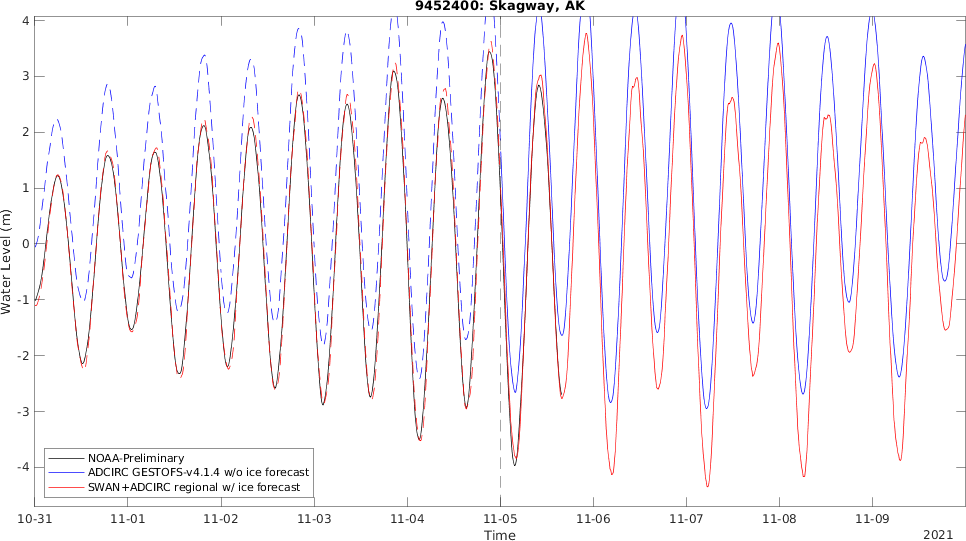 9452400: Skagway, AK
4
3
2
1
0
-1
-2
-3
-4
Water Level (m)
NOAA-Preliminary
ADCIRC GESTOFS-v4.1.4 w/o ice forecast
SWAN+ADCIRC regional w/ ice forecast
10-31 11-01 11-02 11-03 11-04 11-05 11-06 11-07 11-08 11-09
Time
2021